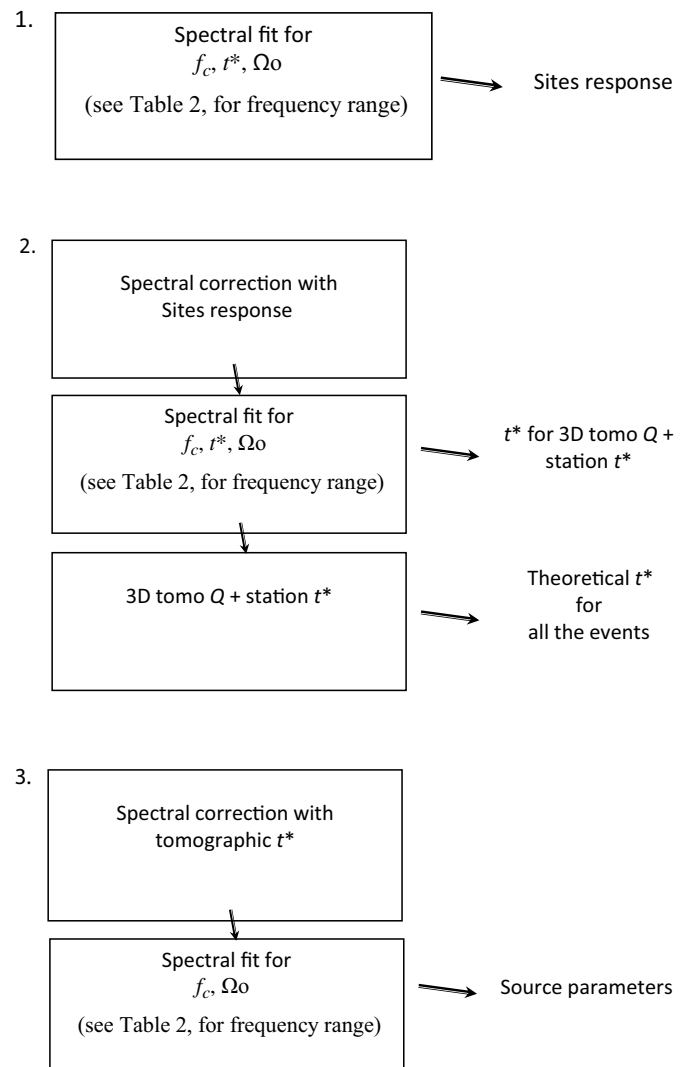 1.
Spectral fit for
f_c, t*, Ωo
(see Table 2, for frequency range)
Sites response
2.
Spectral correction with
Sites response
Spectral fit for
f_c, t*, Ωo
(see Table 2, for frequency range)
t* for 3D tomo Q +
station t*
3D tomo Q + station t*
Theoretical t*
for
all the events
3.
Spectral correction with
tomographic t*
Spectral fit for
f_c, Ωo
(see Table 2, for frequency range)
Source parameters